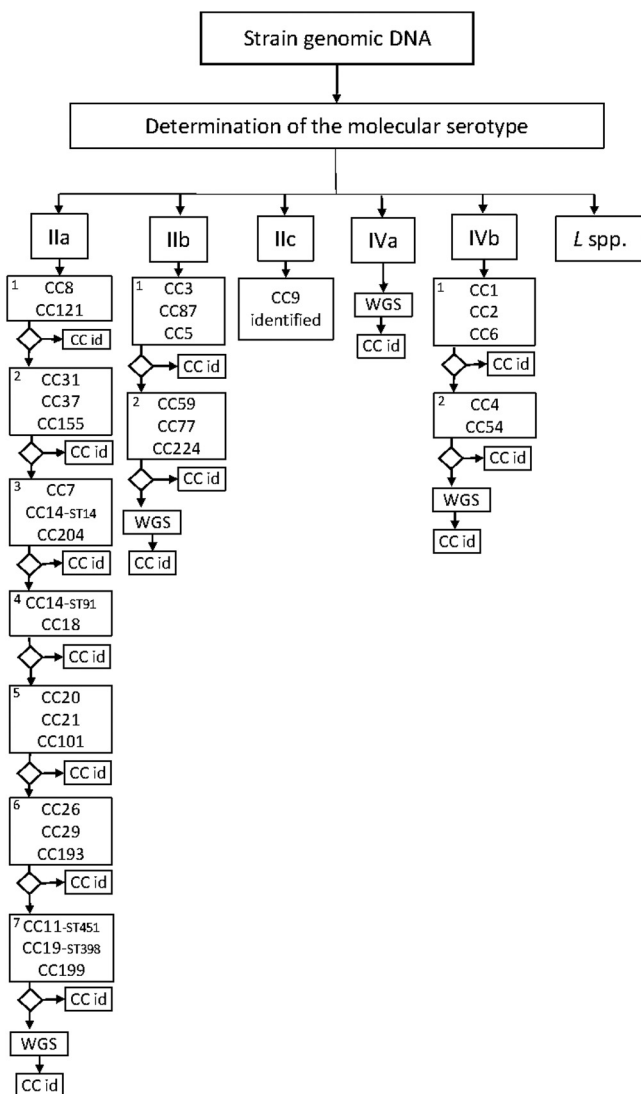 Strain genomic DNA
Determination of the molecular serotype
IIa
IIb
IIc
IVa
IVb
L spp.
1
CC8
CC121
CC id
2
CC31
CC37
CC155
CC id
3
CC7
CC14-ST14
CC204
CC id
4
CC14-ST91
CC18
CC id
5
CC20
CC21
CC101
CC id
6
CC26
CC29
CC193
CC id
7
CC11-ST451
CC19-ST398
CC199
CC id
WGS
CC id
1
CC3
CC87
CC5
CC id
2
CC59
CC77
CC224
CC id
WGS
CC id
CC9
identified
WGS
CC id
1
CC1
CC2
CC6
CC id
2
CC4
CC54
CC id
WGS
CC id